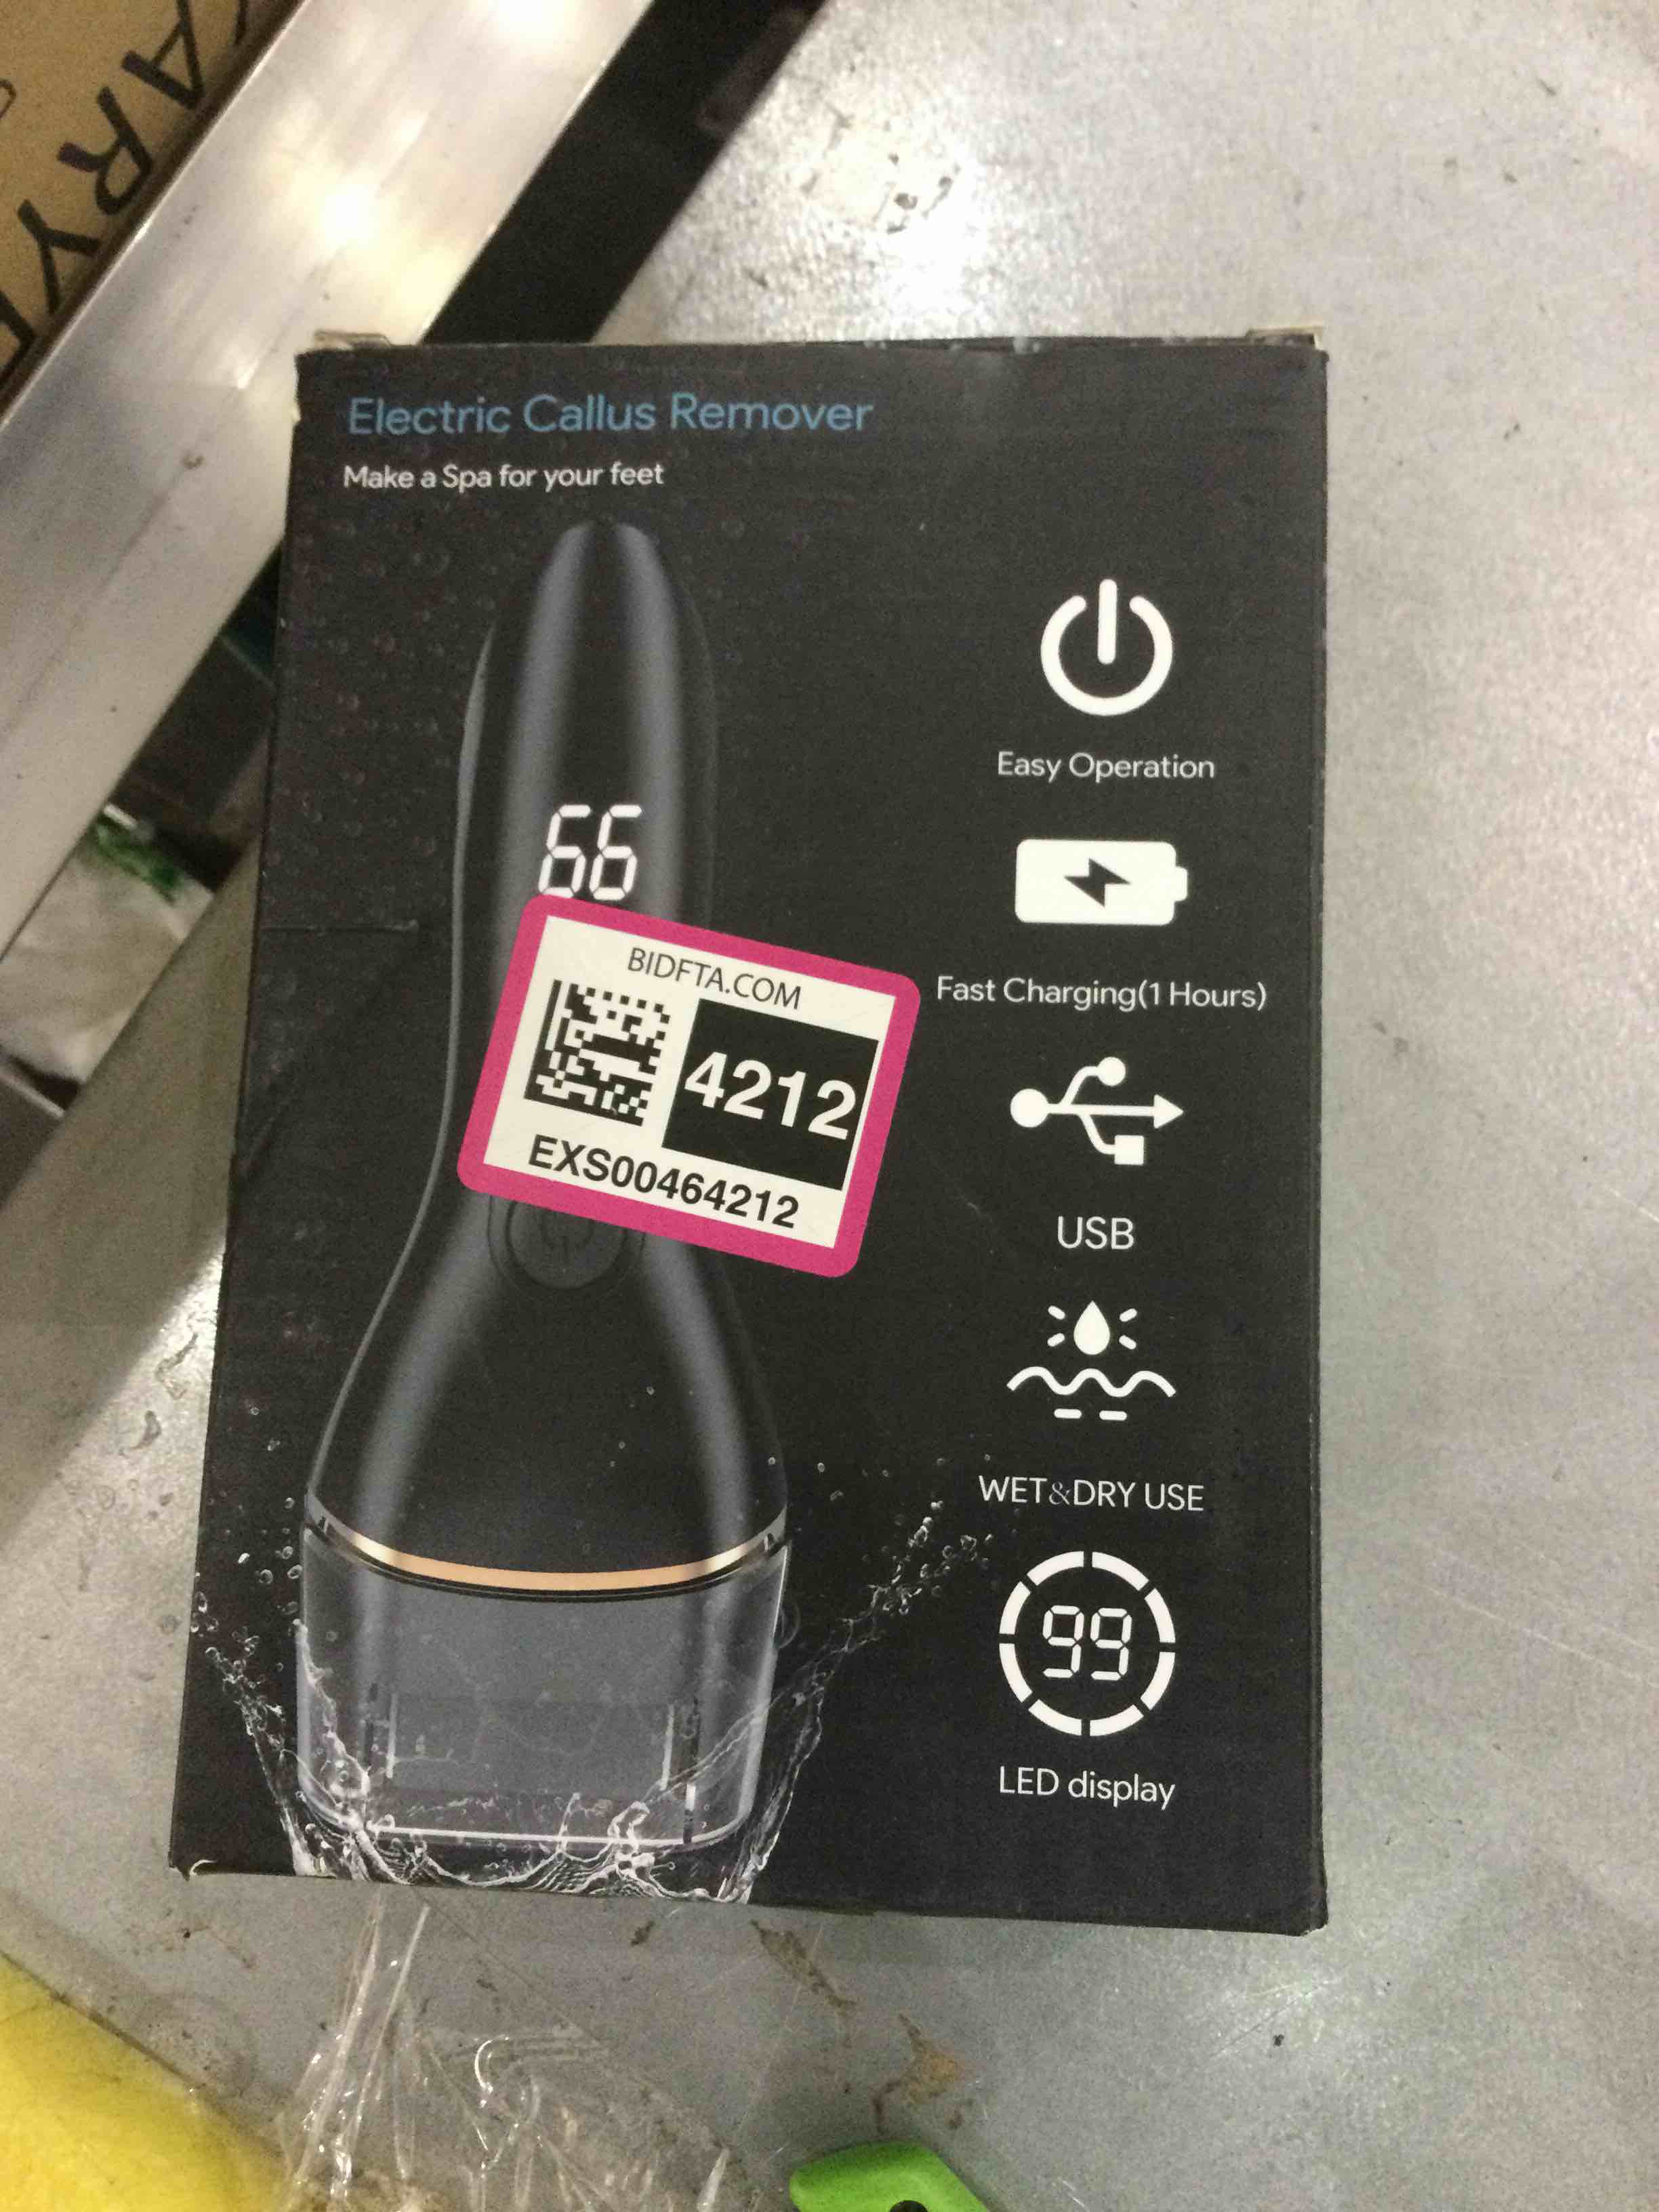 Electric Callus Remover
Make a Spa for your feet
Easy Operation
66
Fast Charging(1 Hours)
BIDFTA.COM
4212
EXS00464212
USB
WET&DRY USE
99
LED display